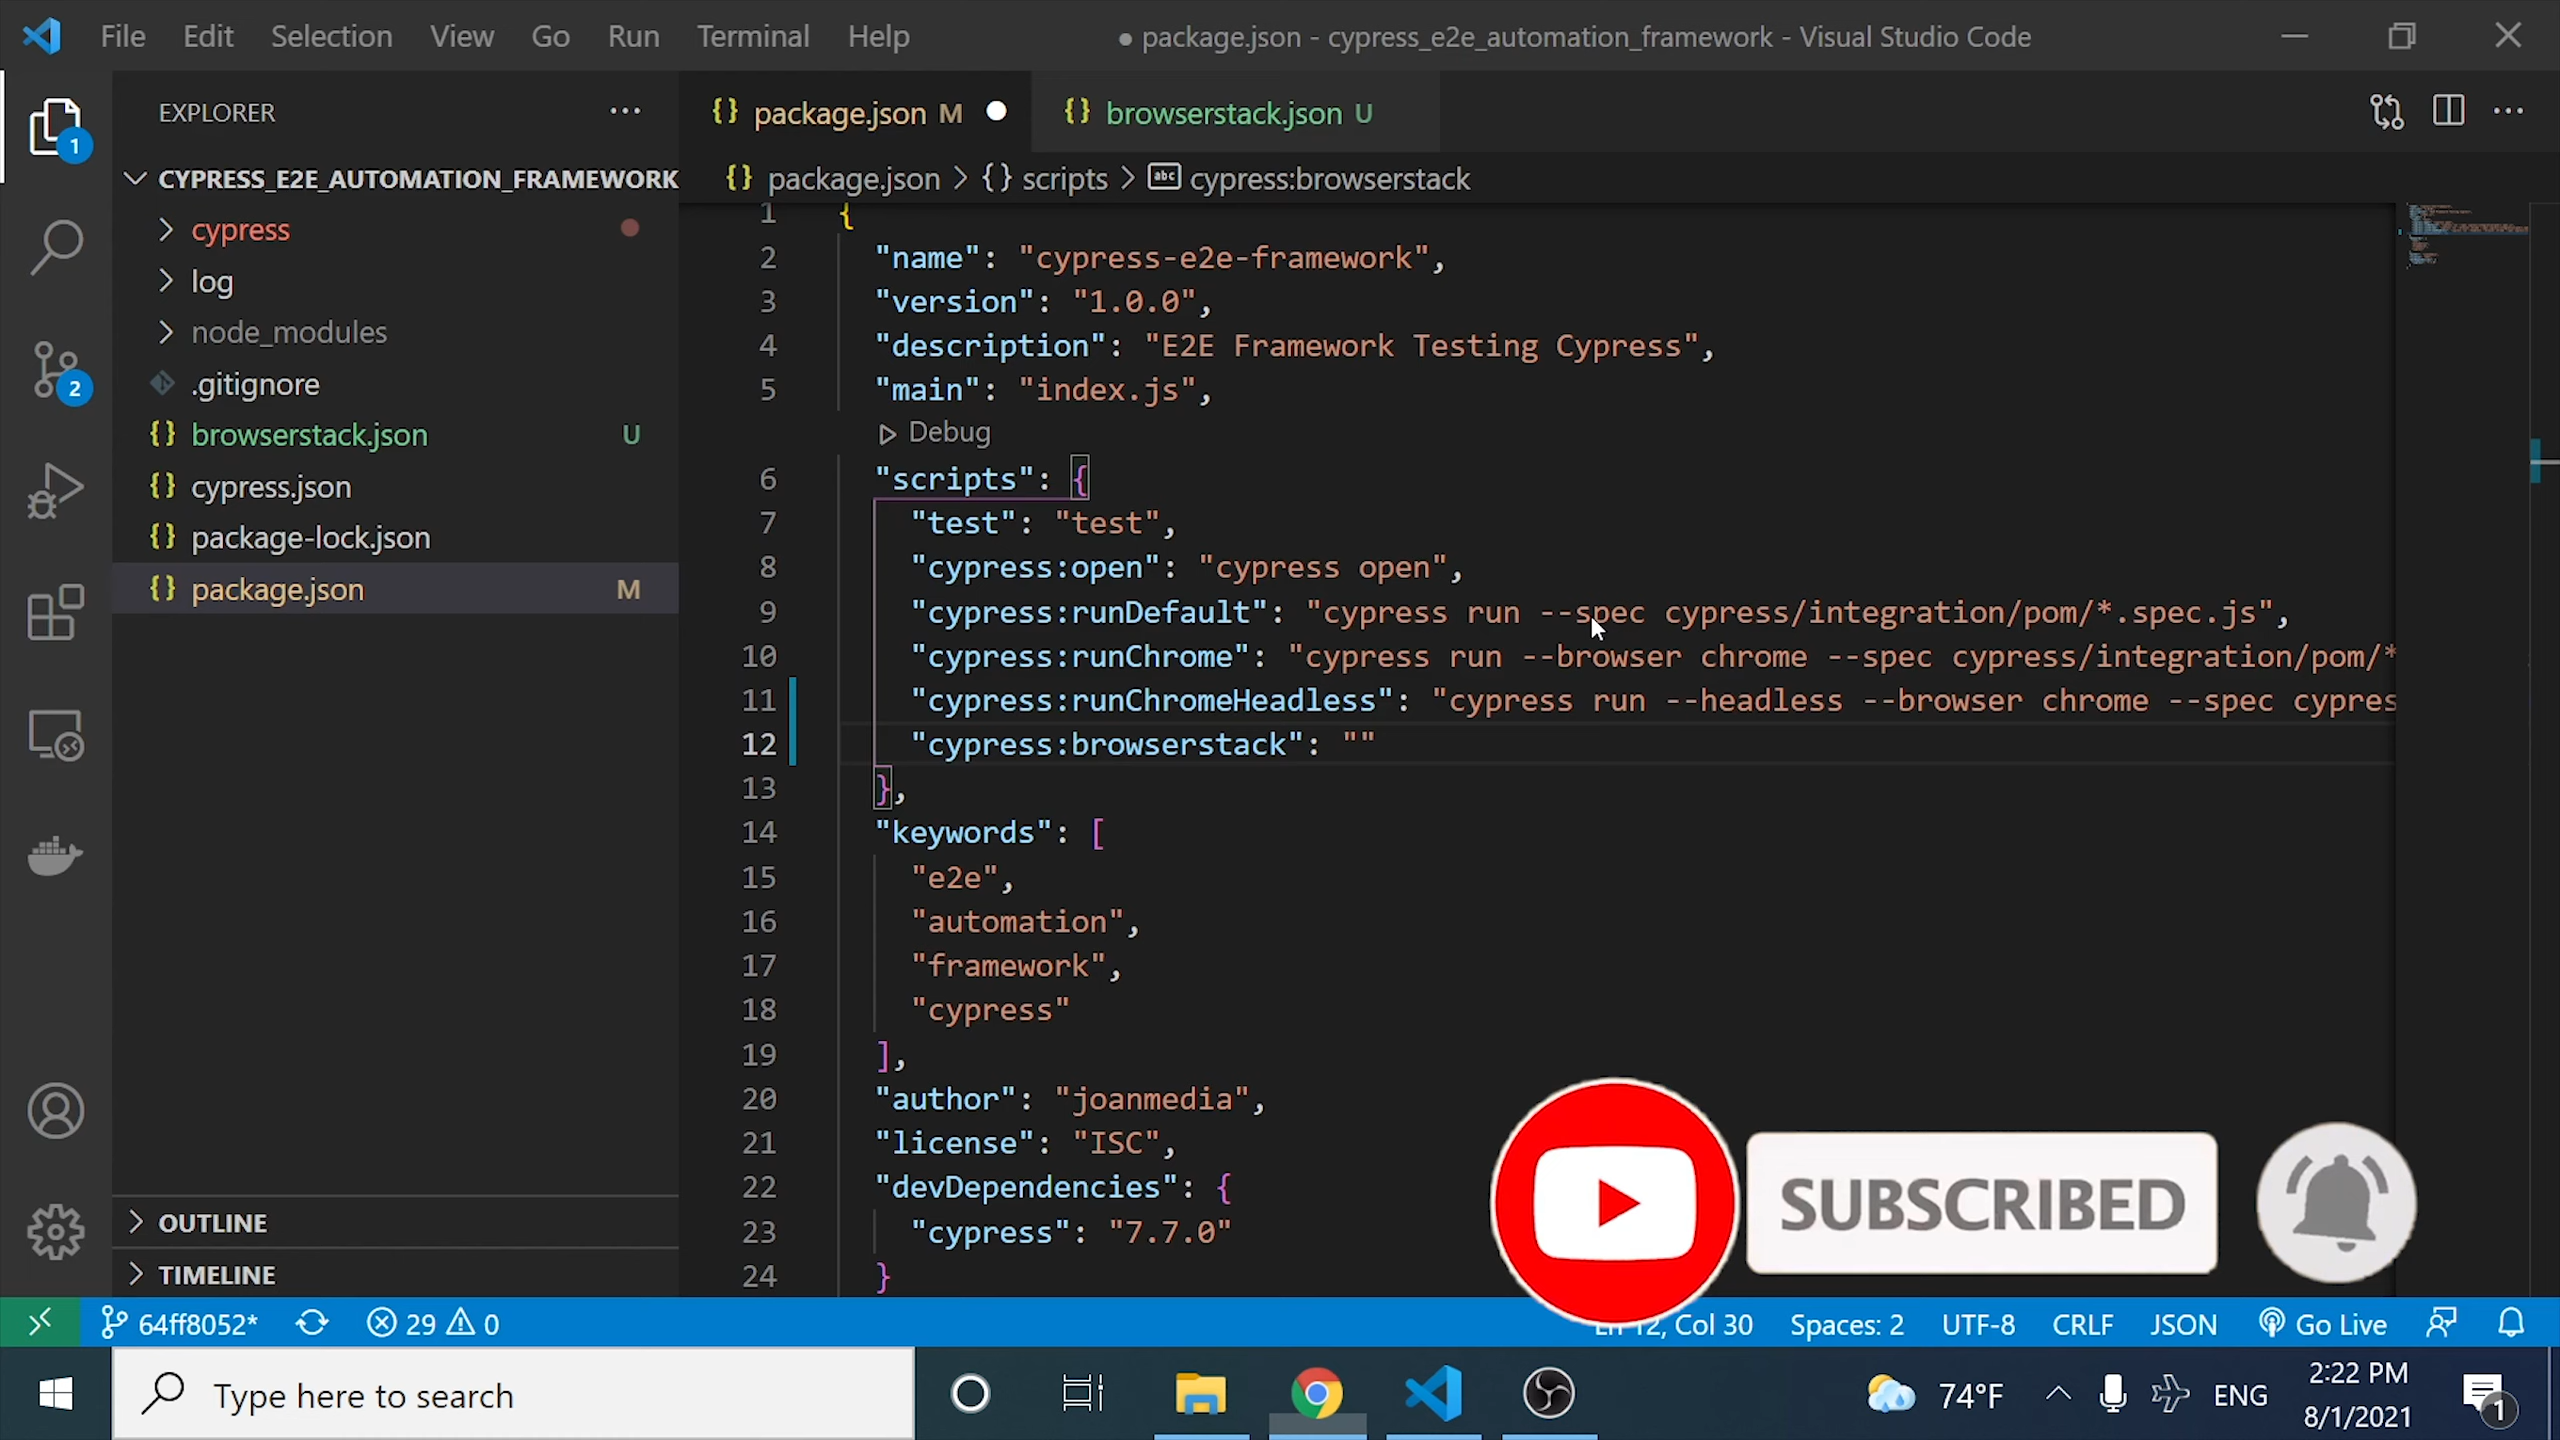 File Edit Selection View Go Run Terminal Help
● package.json - cypress_e2e_automation_framework - Visual Studio Code
EXPLORER
1
CYPRESS_E2E_AUTOMATION_FRAMEWORK
cypress
log
node_modules
2
.gitignore
browserstack.json U
cypress.json
package-lock.json
package.json M
OUTLINE
TIMELINE
package.json M
browserstack.json U
package.json > {} scripts > abc cypress:browserstack
1 {
2 "name": "cypress-e2e-framework",
3 "version": "1.0.0",
4 "description": "E2E Framework Testing Cypress",
5 "main": "index.js",
Debug
6 "scripts": {
7 "test": "test",
8 "cypress:open": "cypress open",
9 "cypress:runDefault": "cypress run --spec cypress/integration/pom/*.spec.js",
10 "cypress:runChrome": "cypress run --browser chrome --spec cypress/integration/pom/*
11 "cypress:runChromeHeadless": "cypress run --headless --browser chrome --spec cypres
12 "cypress:browserstack": ""
13 },
14 "keywords": [
15 "e2e",
16 "automation",
17 "framework",
18 "cypress"
19 ],
20 "author": "joanmedia",
21 "license": "ISC",
22 "devDependencies": {
23 "cypress": "7.7.0"
24 }
SUBSCRIBED
64ff8052* 29 0
Ln 12, Col 30 Spaces: 2 UTF-8 CRLF JSON Go Live
Type here to search
74°F ENG
2:22 PM
8/1/2021
1